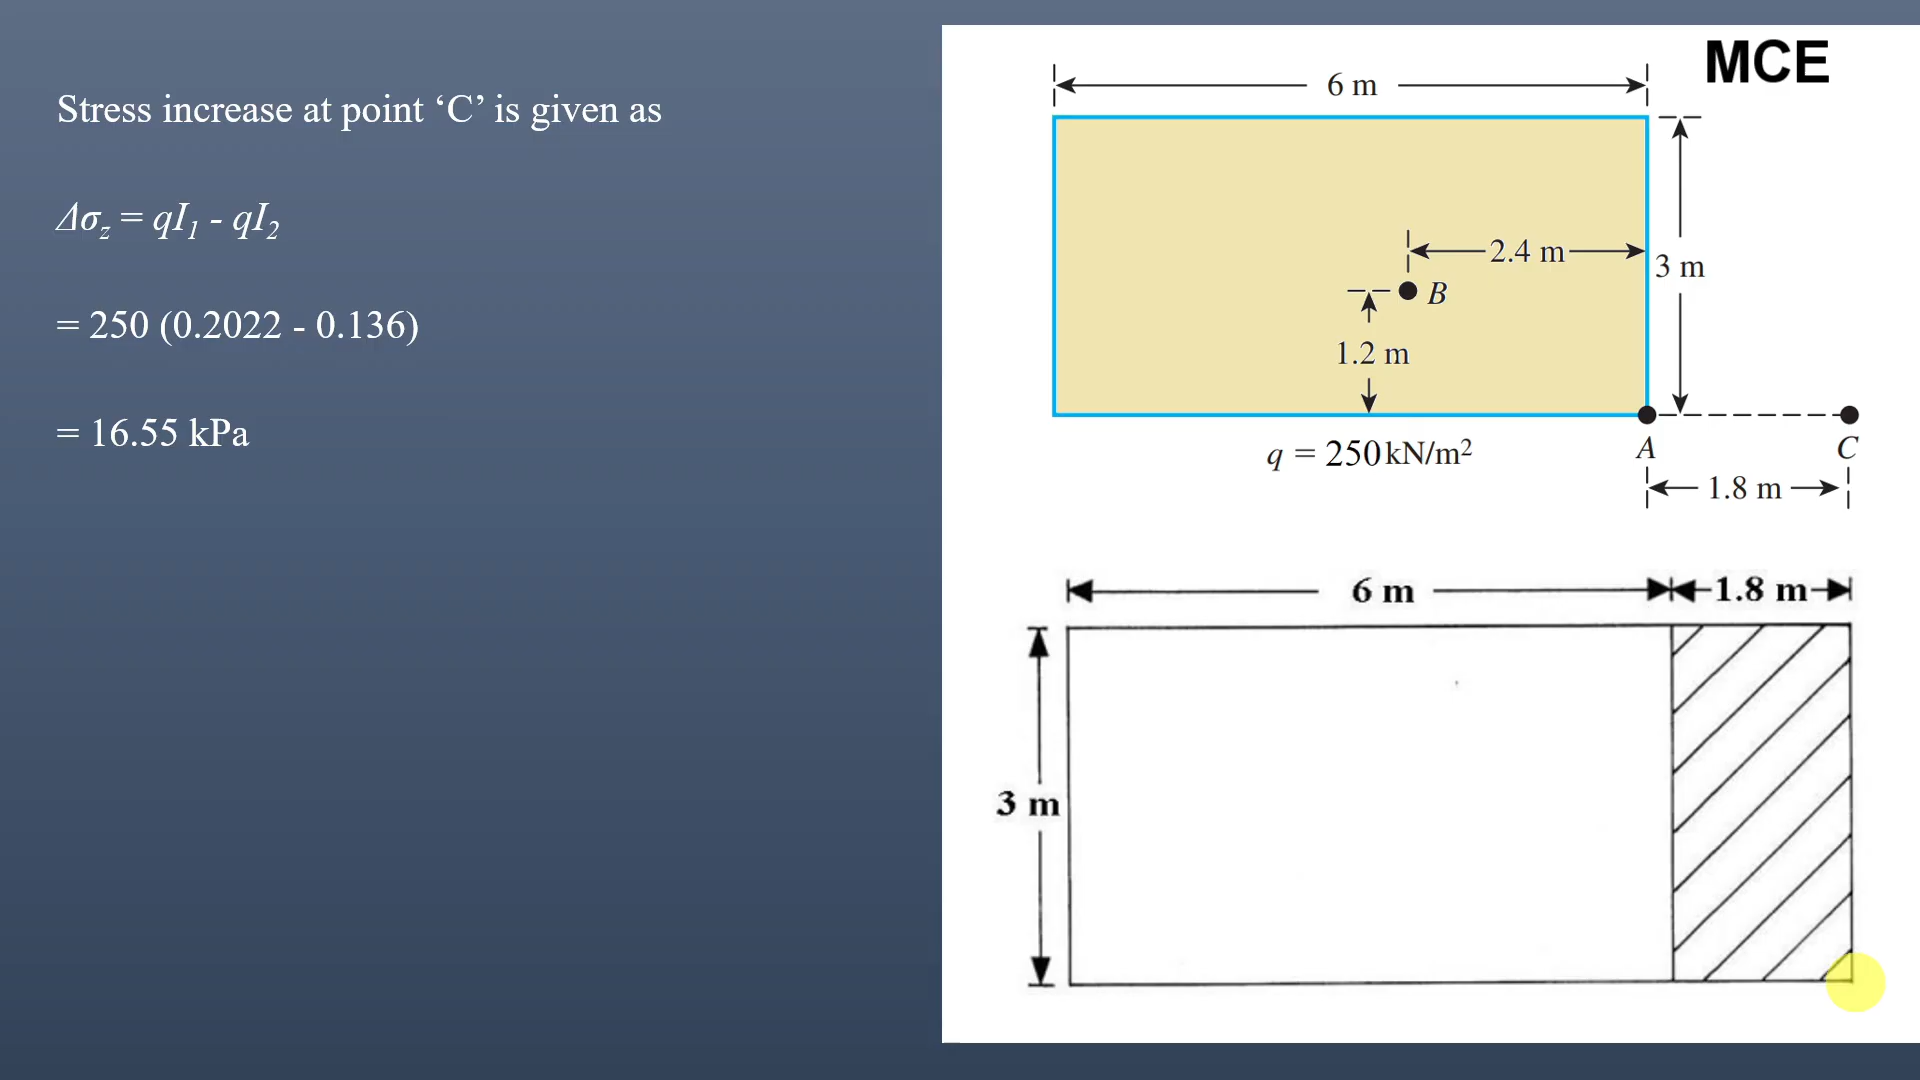 MCE
Stress increase at point ‘C’ is given as
Δσz = qI1 - qI2
= 250 (0.2022 - 0.136)
= 16.55 kPa
6 m
2.4 m
3 m
B
1.2 m
q = 250 kN/m²
A
C
1.8 m
6 m
1.8 m
3 m